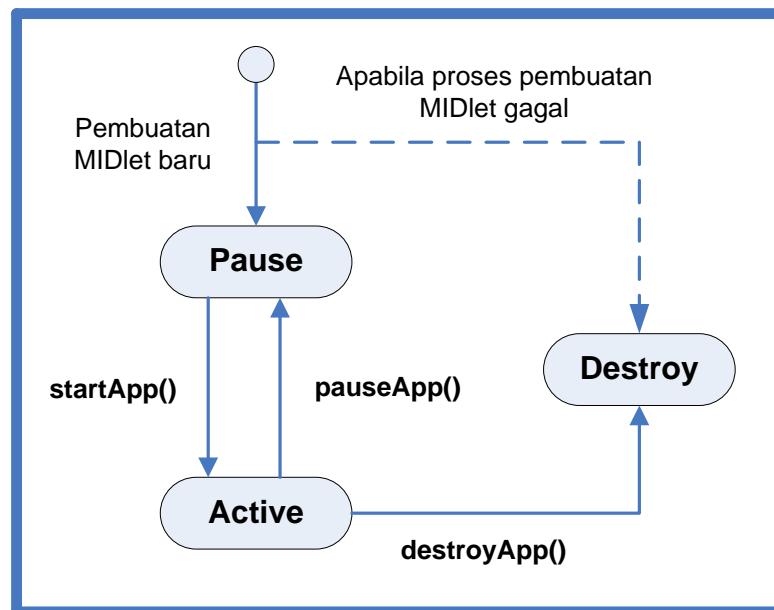 Apabila proses pembuatan
MIDlet gagal
Pembuatan
MIDlet baru
Pause
startApp()
pauseApp()
Destroy
Active
destroyApp()